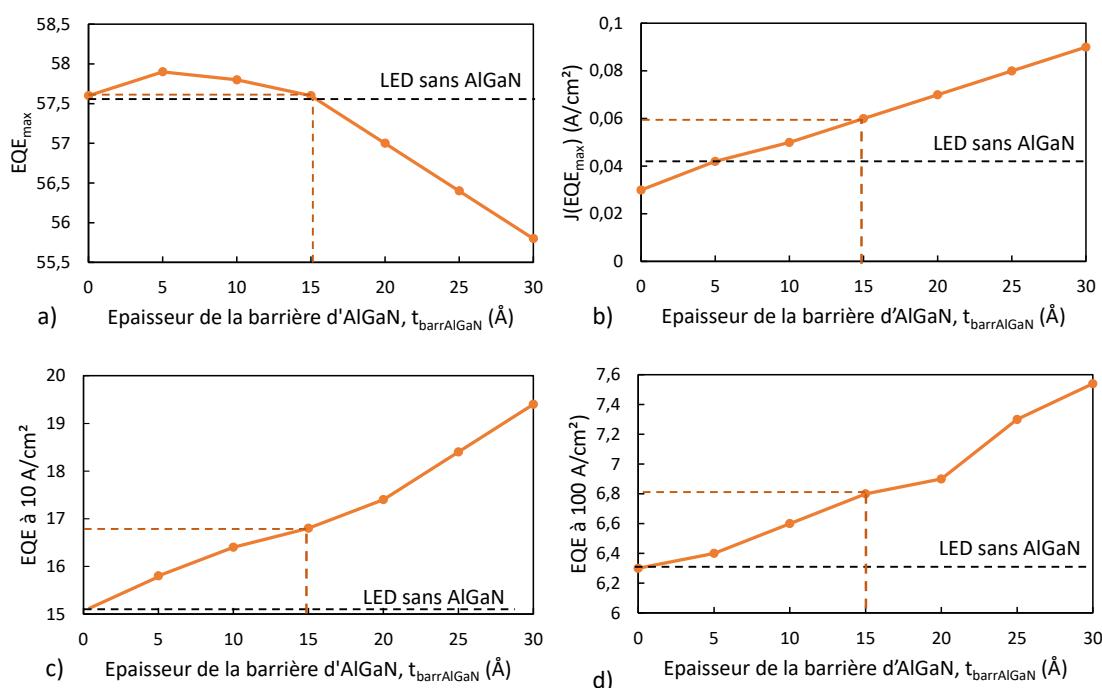 58,5
58
57,5
57
56,5
56
55,5
EQEmax
LED sans AlGaN
0 5 10 15 20 25 30
a) Epaisseur de la barrière d'AlGaN, tbarrAlGaN (Å)
0,1
0,08
0,06
0,04
0,02
0
J(EQEmax) (A/cm²)
LED sans AlGaN
0 5 10 15 20 25 30
b) Epaisseur de la barrière d’AlGaN, tbarrAlGaN (Å)
20
19
18
17
16
15
EQE à 10 A/cm²
LED sans AlGaN
0 5 10 15 20 25 30
c) Epaisseur de la barrière d'AlGaN, tbarrAlGaN (Å)
7,6
7,4
7,2
7
6,8
6,6
6,4
6,2
6
EQE à 100 A/cm²
LED sans AlGaN
0 5 10 15 20 25 30
d) Epaisseur de la barrière d’AlGaN, tbarrAlGaN (Å)